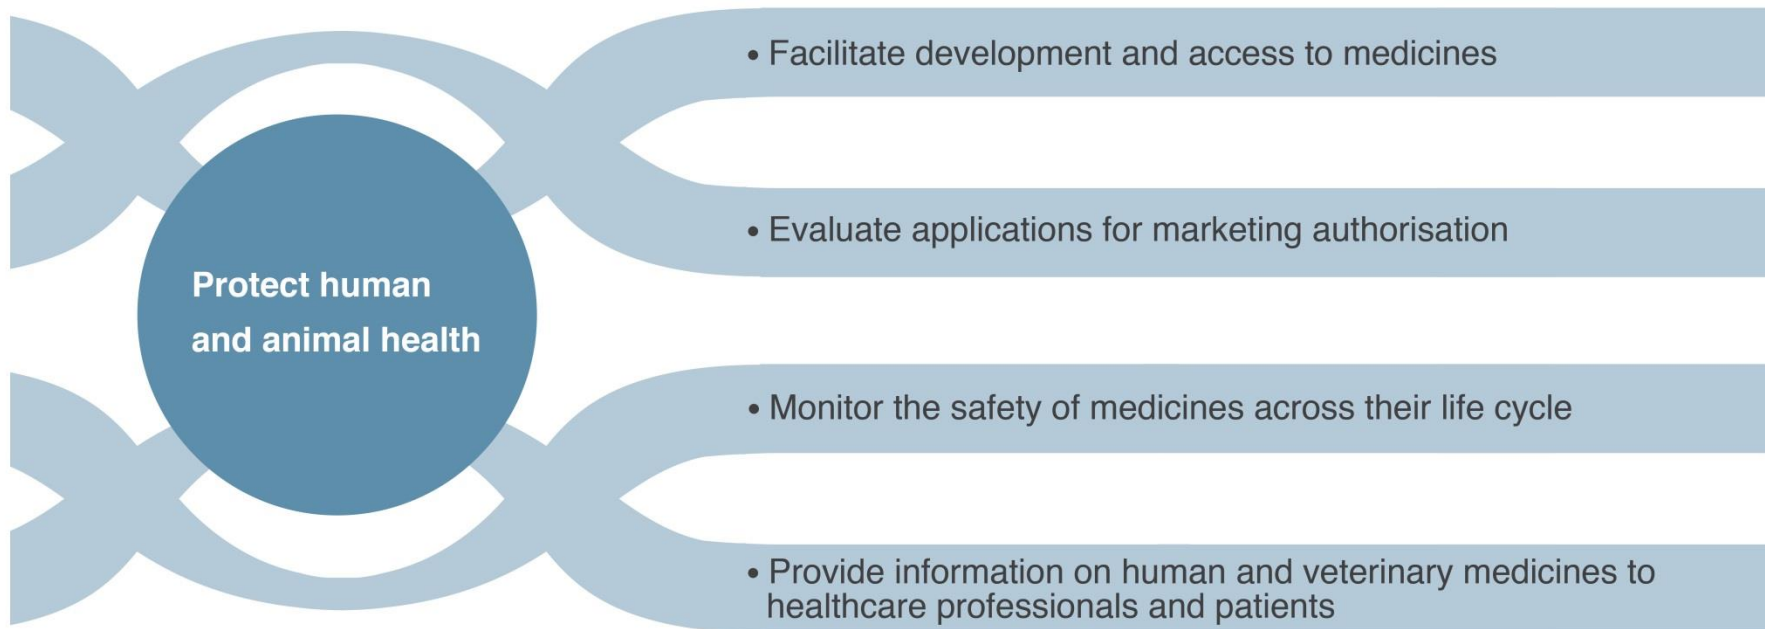 Protect human
and animal health
• Facilitate development and access to medicines
• Evaluate applications for marketing authorisation
• Monitor the safety of medicines across their life cycle
• Provide information on human and veterinary medicines to
healthcare professionals and patients